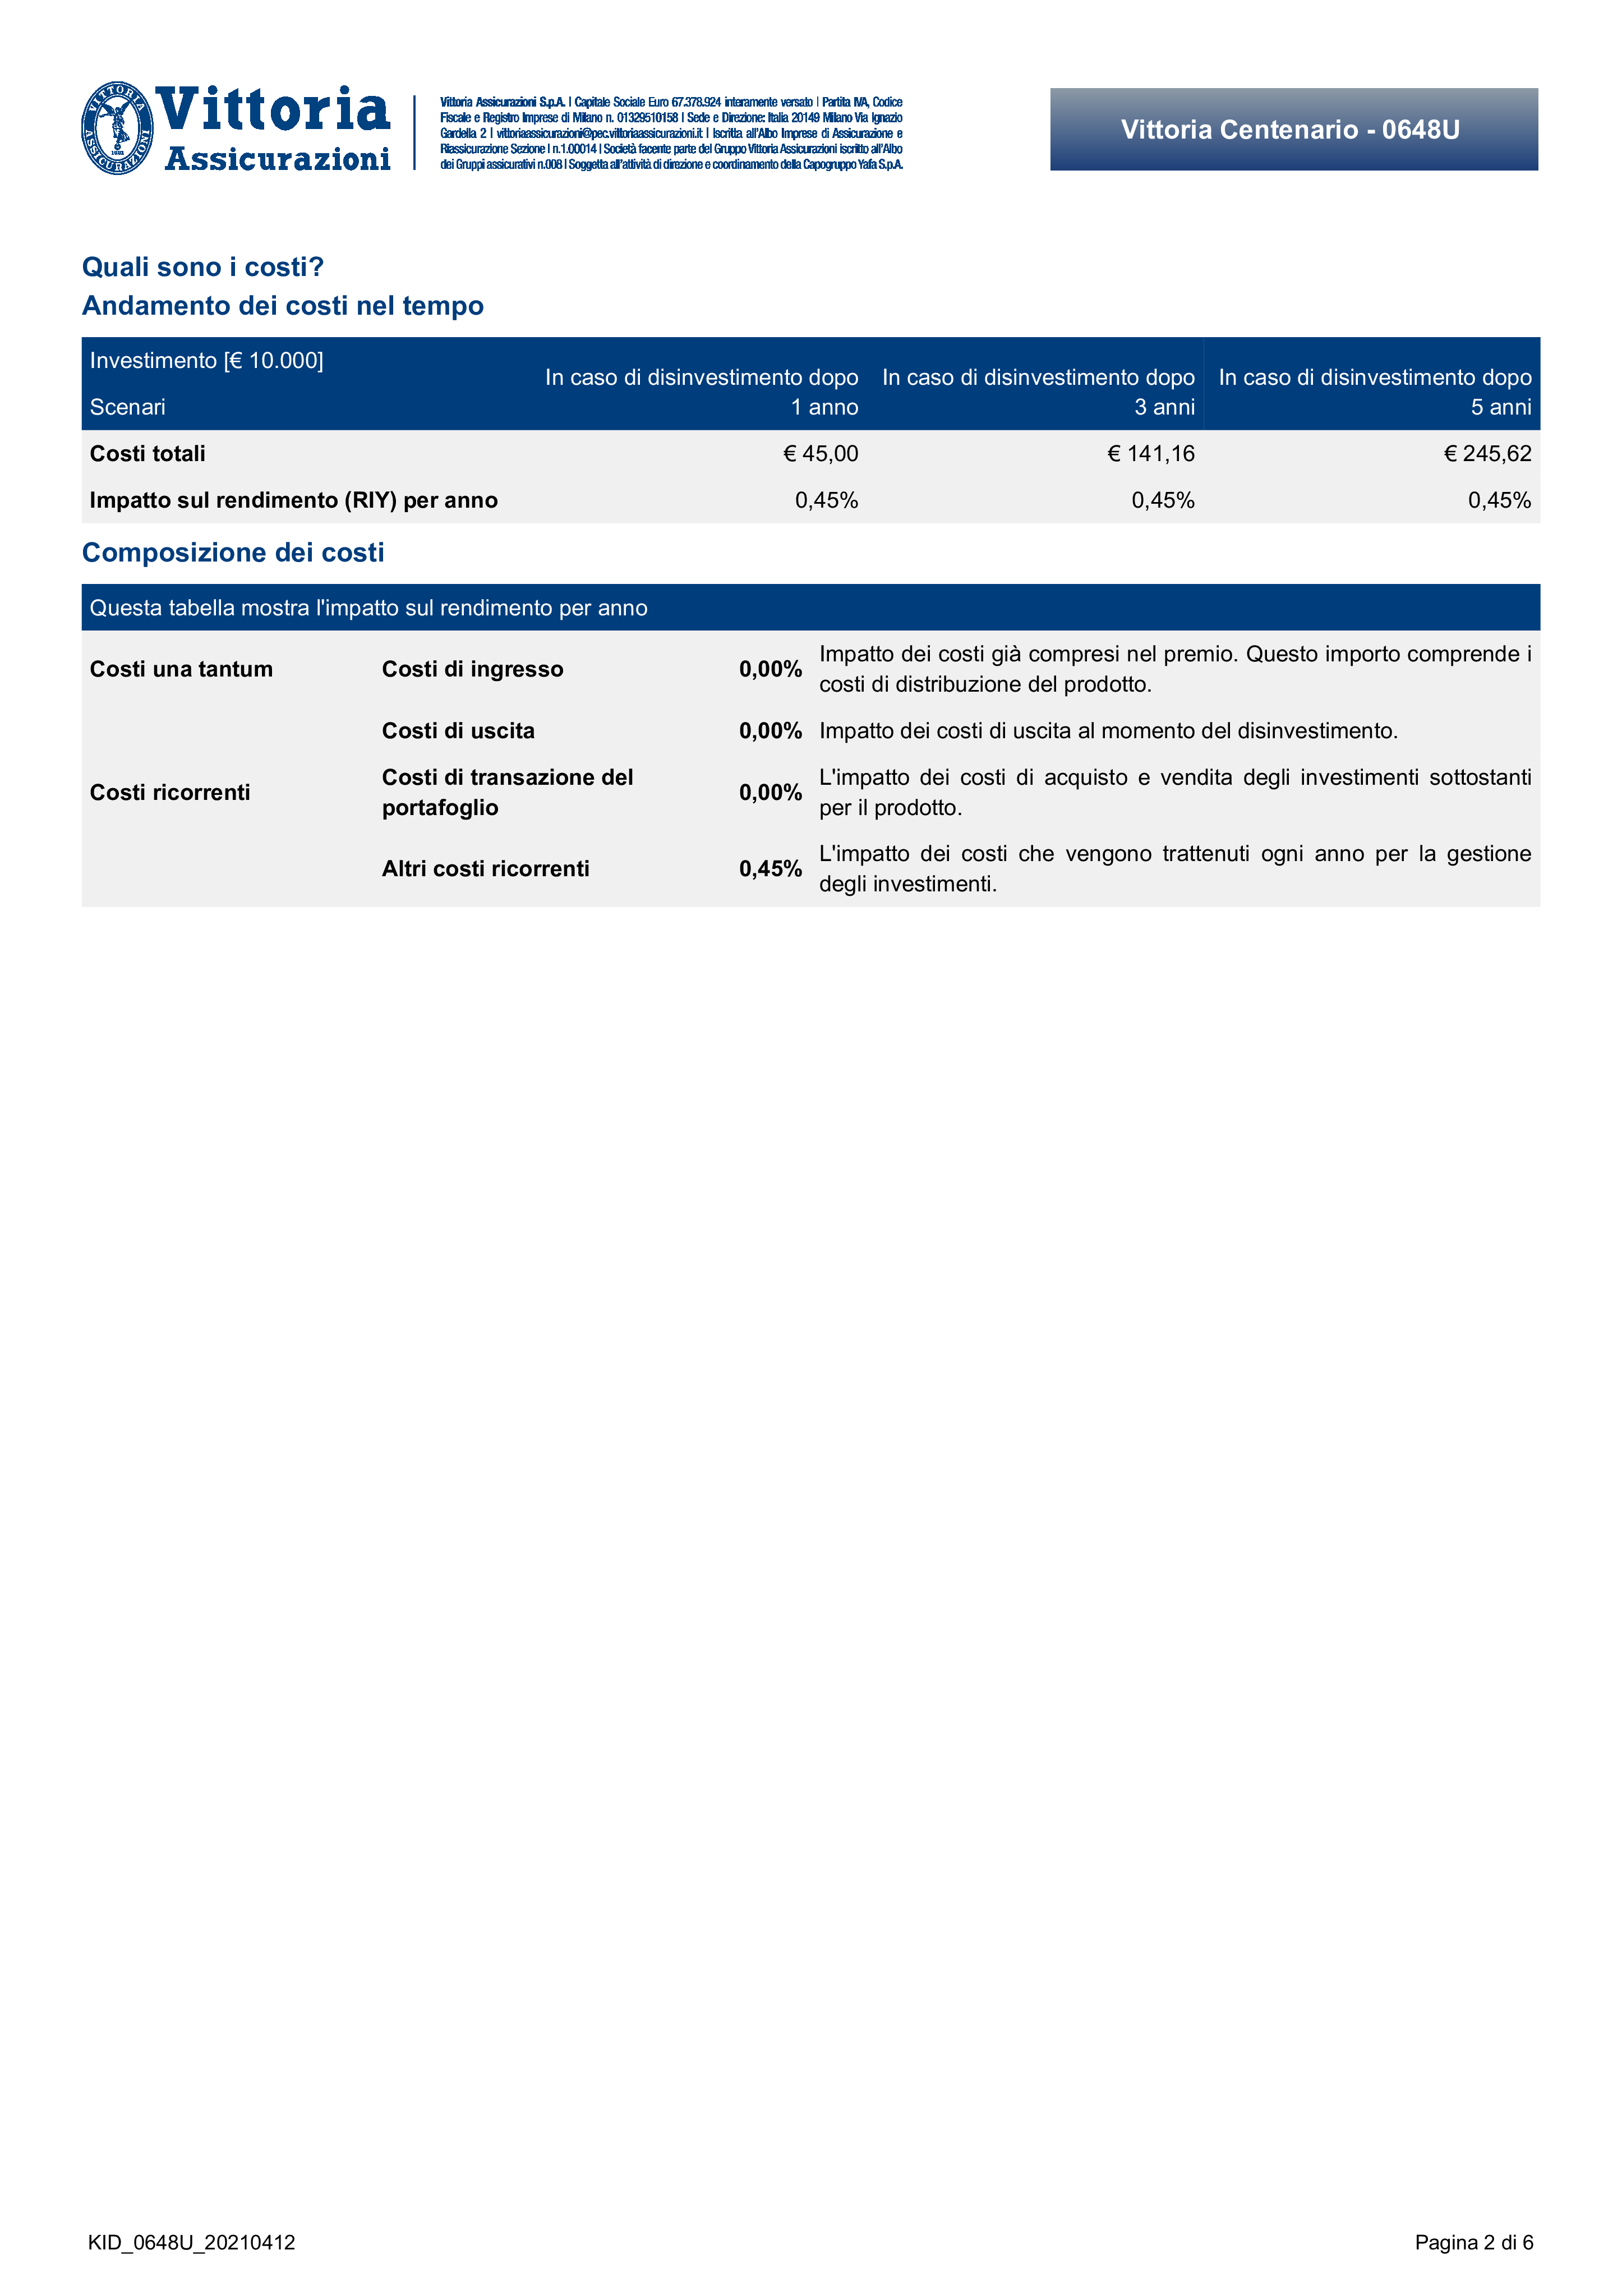 Vittoria
Assicurazioni
VITTORIA ASSICURAZIONI
1921
Vittoria Assicurazioni S.p.A. | Capitale Sociale Euro 67.378.924 interamente versato | Partita IVA, Codice
Fiscale e Registro Imprese di Milano n. 01329510158 | Sede e Direzione: Italia 20149 Milano Via Ignazio
Gardella 2 | vittoriaassicurazioni@pec.vittoriaassicurazioni.it | Iscritta all'Albo Imprese di Assicurazione e
Riassicurazione Sezione I n.1.00014 | Società facente parte del Gruppo Vittoria Assicurazioni iscritto all'Albo
dei Gruppi assicurativi n.008 | Soggetta all'attività di direzione e coordinamento della Capogruppo Yafa S.p.A.
Vittoria Centenario - 0648U
Quali sono i costi?
Andamento dei costi nel tempo
Investimento [€ 10.000]
Scenari
In caso di disinvestimento dopo
1 anno
In caso di disinvestimento dopo
3 anni
In caso di disinvestimento dopo
5 anni
Costi totali € 45,00 € 141,16 € 245,62
Impatto sul rendimento (RIY) per anno 0,45% 0,45% 0,45%
Composizione dei costi
Questa tabella mostra l'impatto sul rendimento per anno
Costi una tantum Costi di ingresso 0,00% Impatto dei costi già compresi nel premio. Questo importo comprende i
costi di distribuzione del prodotto.
Costi di uscita 0,00% Impatto dei costi di uscita al momento del disinvestimento.
Costi ricorrenti Costi di transazione del
portafoglio 0,00% L'impatto dei costi di acquisto e vendita degli investimenti sottostanti
per il prodotto.
Altri costi ricorrenti 0,45% L'impatto dei costi che vengono trattenuti ogni anno per la gestione
degli investimenti.
KID_0648U_20210412
Pagina 2 di 6